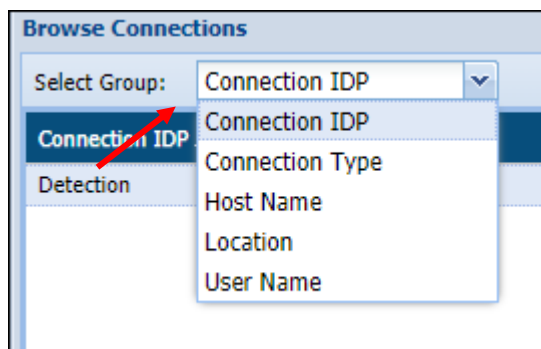 Browse Connections
Select Group: Connection IDP
Connection IDP
Connection IDP
Connection Type
Detection
Host Name
Location
User Name